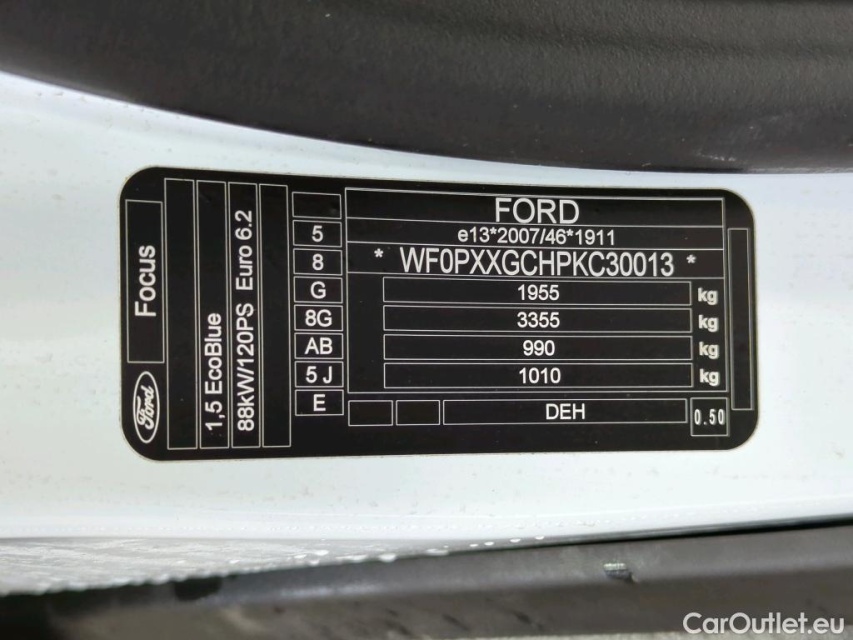 Focus
Ford
1,5 EcoBlue
88kW/120PS Euro 6.2
5
8
G
8G
AB
5 J
E
FORD
e13*2007/46*1911
* WF0PXXGCHPKC30013 *
1955 kg
3355 kg
990 kg
1010 kg
DEH
0.50
CarOutlet.eu